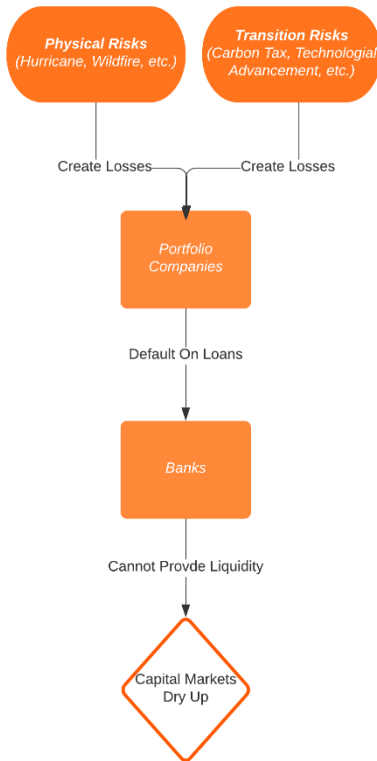 Physical Risks
(Hurricane, Wildfire, etc.)
Transition Risks
(Carbon Tax, Technologial
Advancement, etc.)
Create Losses
Create Losses
Portfolio
Companies
Default On Loans
Banks
Cannot Provde Liquidity
Capital Markets
Dry Up